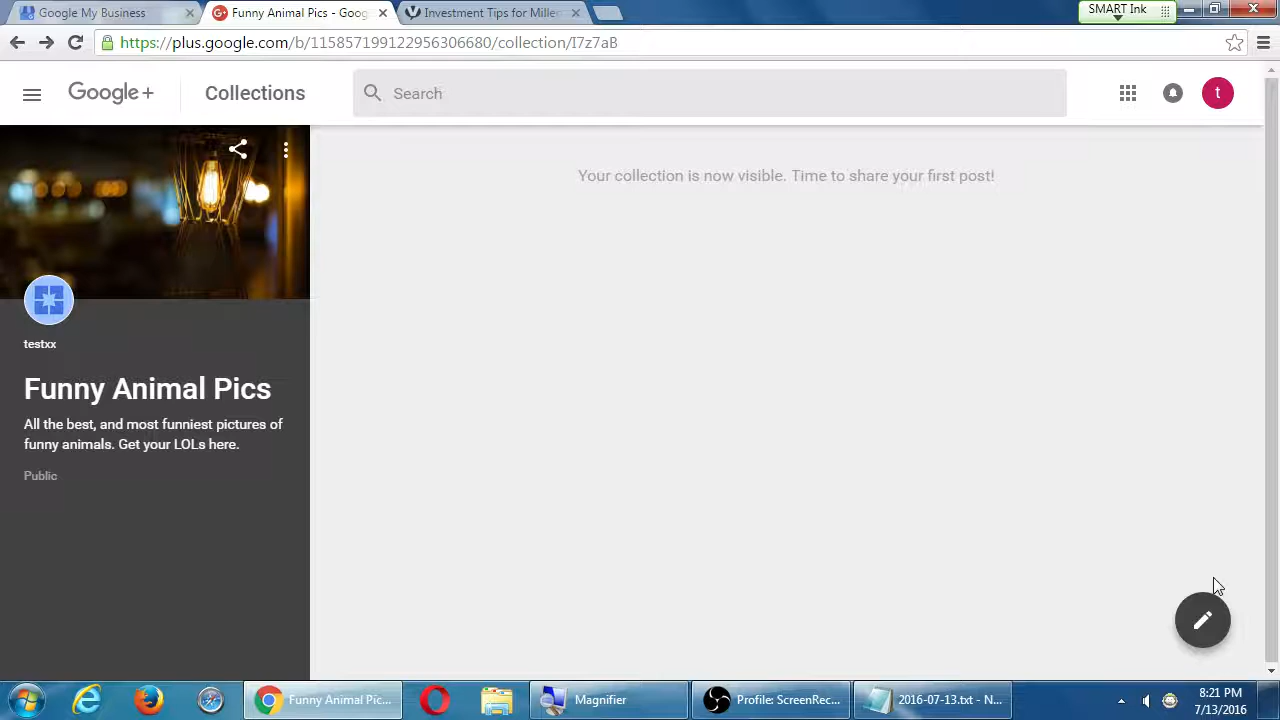 Google My Business
Funny Animal Pics - Goog
Investment Tips for Mille
SMART Ink
https://plus.google.com/b/115857199122956306680/collection/I7z7aB
Google+
Collections
Search
t
Your collection is now visible. Time to share your first post!
testxx
Funny Animal Pics
All the best, and most funniest pictures of
funny animals. Get your LOLs here.
Public
Funny Animal Pic...
Magnifier
Profile: ScreenRec...
2016-07-13.txt - N...
8:21 PM
7/13/2016